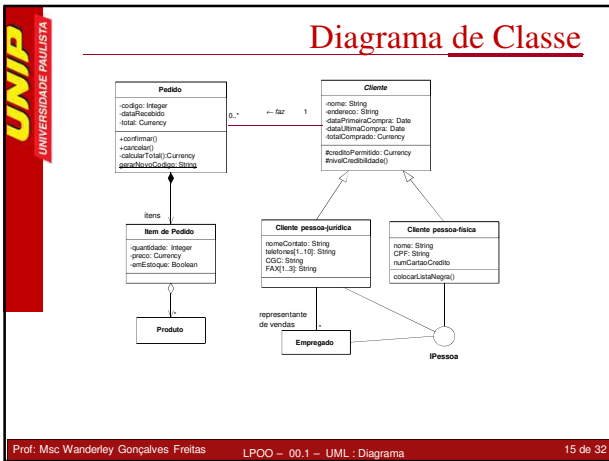 UNIP
UNIVERSIDADE PAULISTA
Diagrama de Classe
Pedido
-codigo: Integer
-dataRecebido
-total: Currency
+confirmar()
+cancelar()
-calcularTotal():Currency
gerarNovoCodigo: String
0..*
← faz
1
Cliente
-nome: String
-endereco: String
-dataPrimeiraCompra: Date
-dataUltimaCompra: Date
-totalComprado: Currency
#creditoPermitido: Currency
#nivelCredibilidade()
itens
Item de Pedido
-quantidade: Integer
-preco: Currency
-emEstoque: Boolean
*
Produto
Cliente pessoa-jurídica
nomeContato: String
telefones[1..10]: String
CGC: String
FAX[1..3]: String
Cliente pessoa-física
nome: String
CPF: String
numCartaoCredito
colocarListaNegra()
representante
de vendas
*
Empregado
IPessoa
Prof: Msc Wanderley Gonçalves Freitas
LPOO – 00.1 – UML : Diagrama
15 de 32